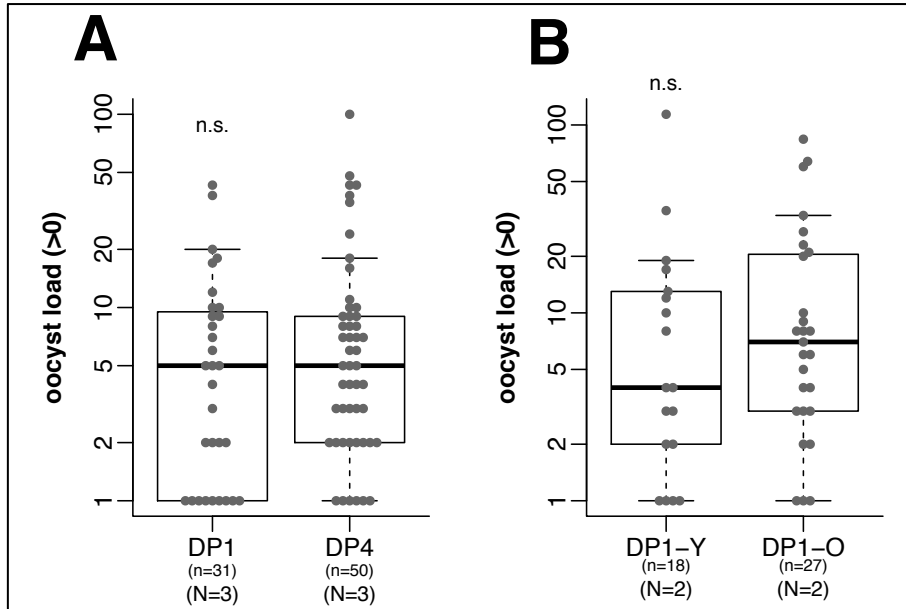 A
n.s.
oocyst load (>0)
100
50
20
10
5
2
1
DP1
(n=31)
(N=3)
DP4
(n=50)
(N=3)
B
n.s.
oocyst load (>0)
100
50
20
10
5
2
1
DP1-Y
(n=18)
(N=2)
DP1-O
(n=27)
(N=2)